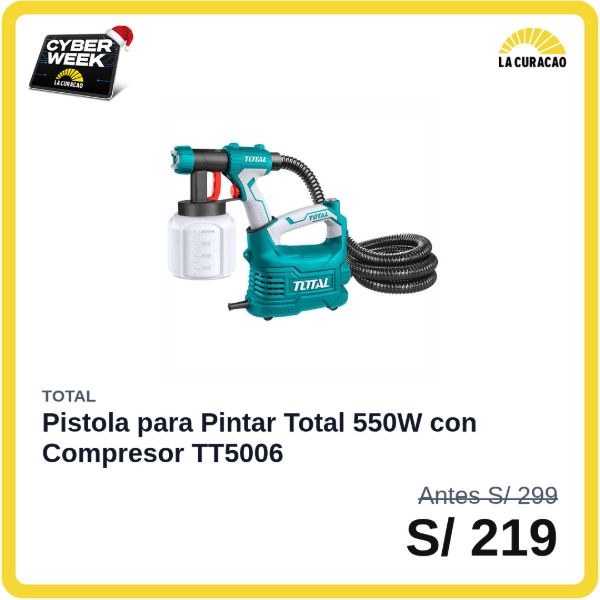 CYBER
WEEK
LA CURACAO
LA CURACAO
TOTAL
TOTAL
TOTAL
TOTAL
Pistola para Pintar Total 550W con
Compresor TT5006
Antes S/ 299
S/ 219